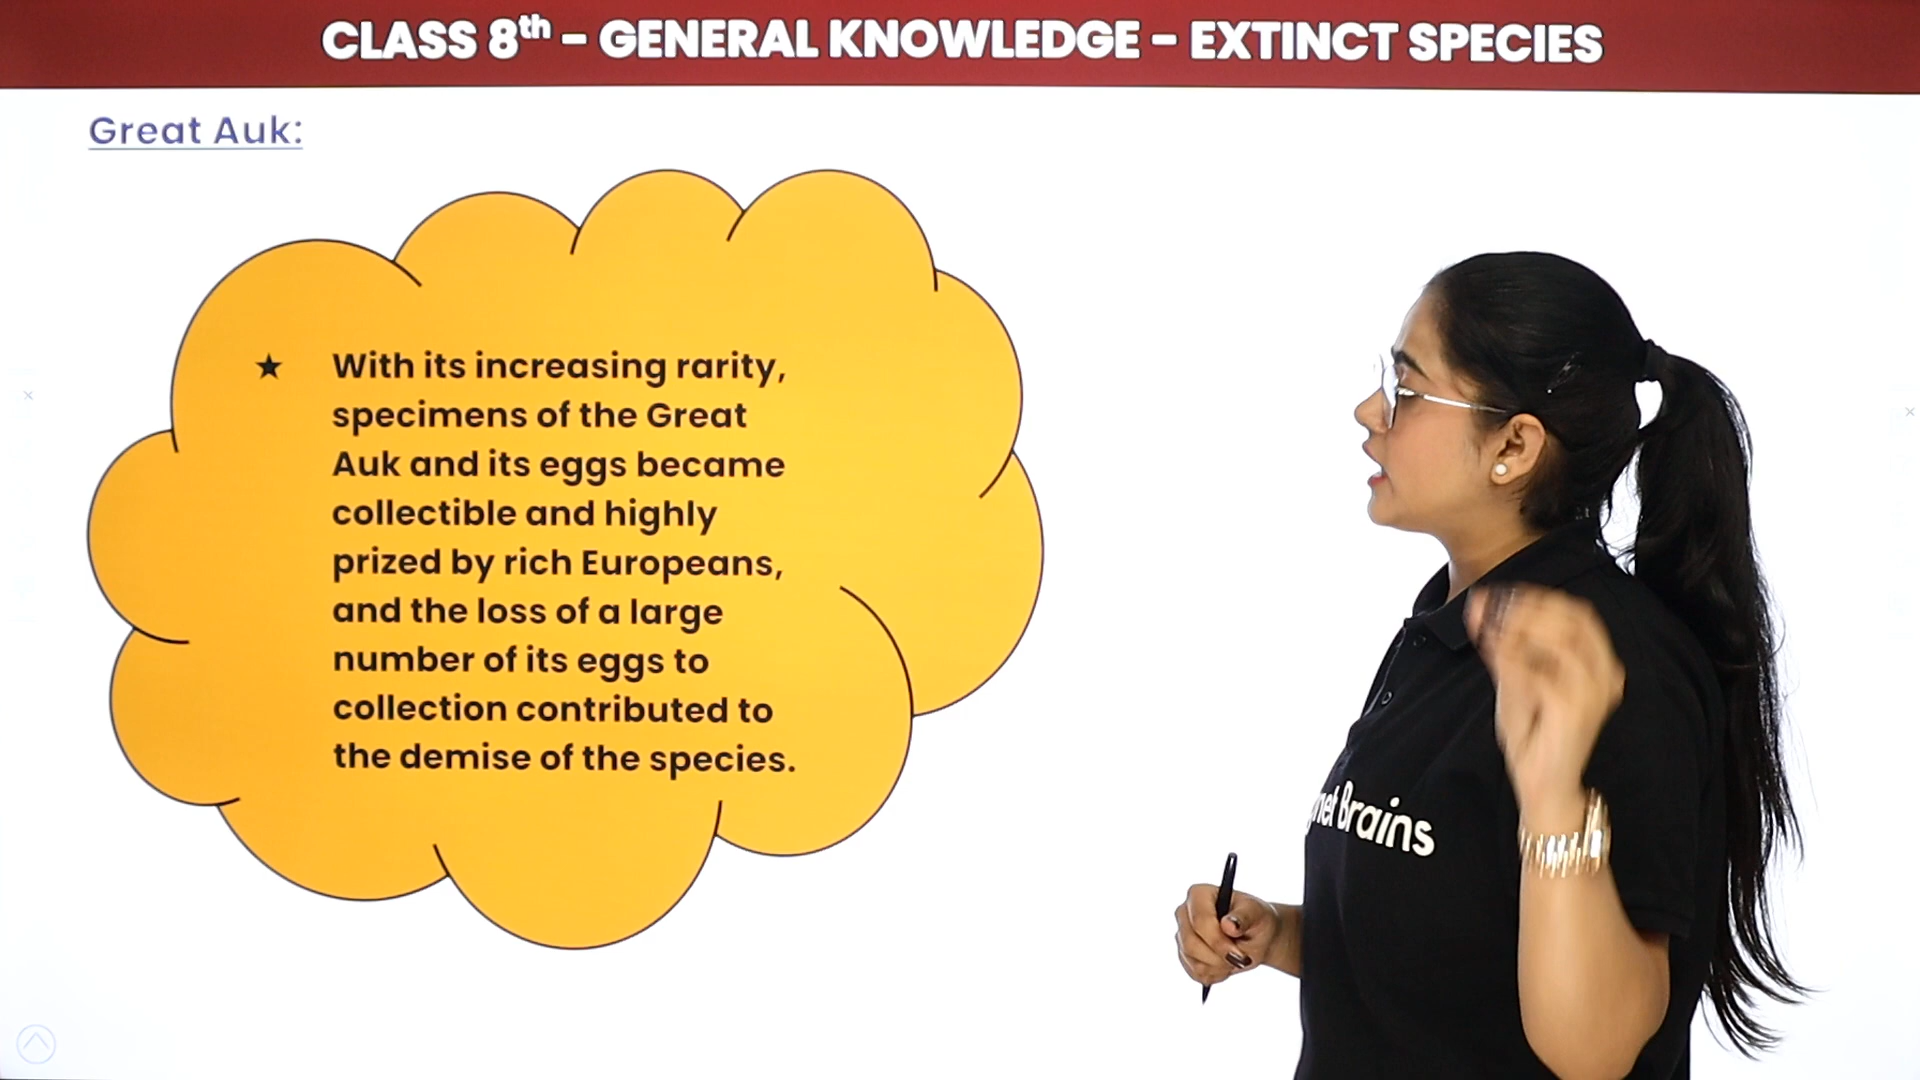 CLASS 8th – GENERAL KNOWLEDGE – EXTINCT SPECIES
Great Auk:
★ With its increasing rarity,
specimens of the Great
Auk and its eggs became
collectible and highly
prized by rich Europeans,
and the loss of a large
number of its eggs to
collection contributed to
the demise of the species.
Brains